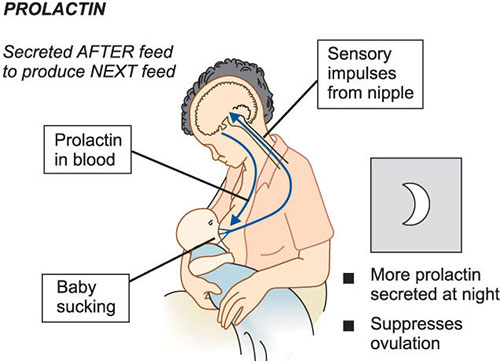 PROLACTIN
Secreted AFTER feed
to produce NEXT feed
Sensory
impulses
from nipple
Prolactin
in blood
Baby
sucking
■ More prolactin
secreted at night
■ Suppresses
ovulation